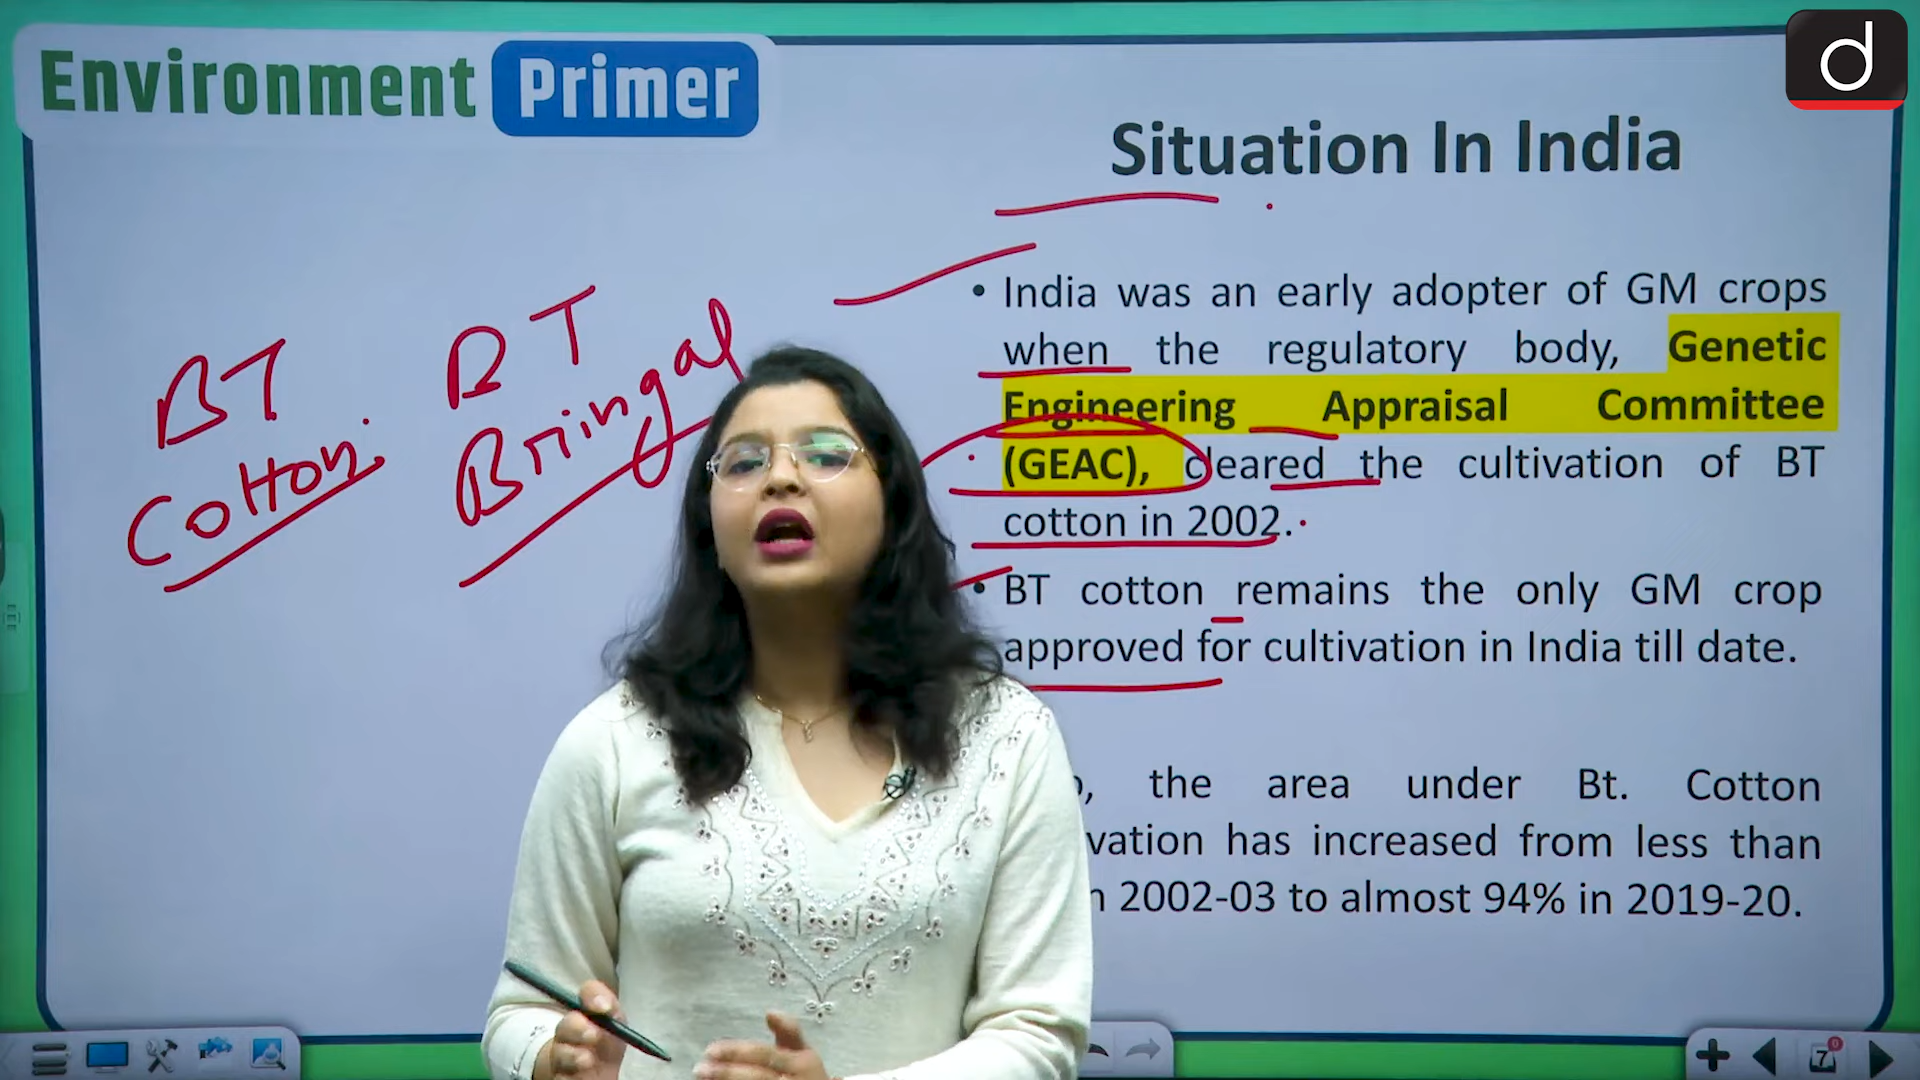 Environment Primer
d
Situation In India
• India was an early adopter of GM crops
when the regulatory body, Genetic
Engineering Appraisal Committee
(GEAC), cleared the cultivation of BT
cotton in 2002.
• BT cotton remains the only GM crop
approved for cultivation in India till date.
the area under Bt. Cotton
has increased from less than
2002-03 to almost 94% in 2019-20.
BT
Cotton
BT
Bringal
7
0